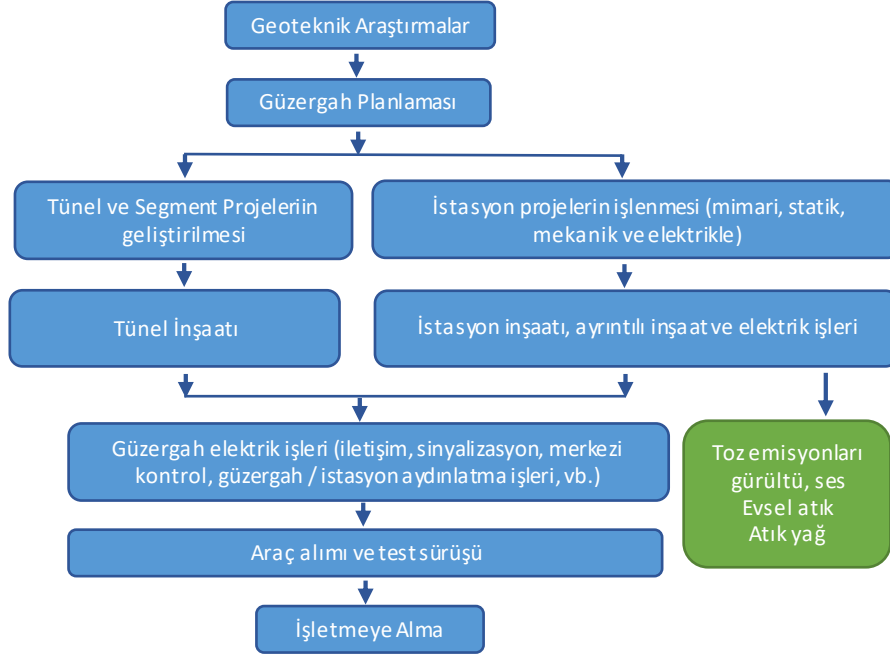 Geoteknik Araştırmalar
Güzergah Planlaması
Tünel ve Segment Projeleriin
geliştirilmesi
İstasyon projelerin işlenmesi (mimari, statik,
mekanik ve elektrikle)
Tünel İnşaatı
İstasyon inşaatı, ayrıntılı inşaat ve elektrik işleri
Güzergah elektrik işleri (iletişim, sinyalizasyon, merkezi
kontrol, güzergah / istasyon aydınlatma işleri, vb.)
Toz emisyonları
gürültü, ses
Evsel atık
Atık yağ
Araç alımı ve test sürüşü
İşletmeye Alma